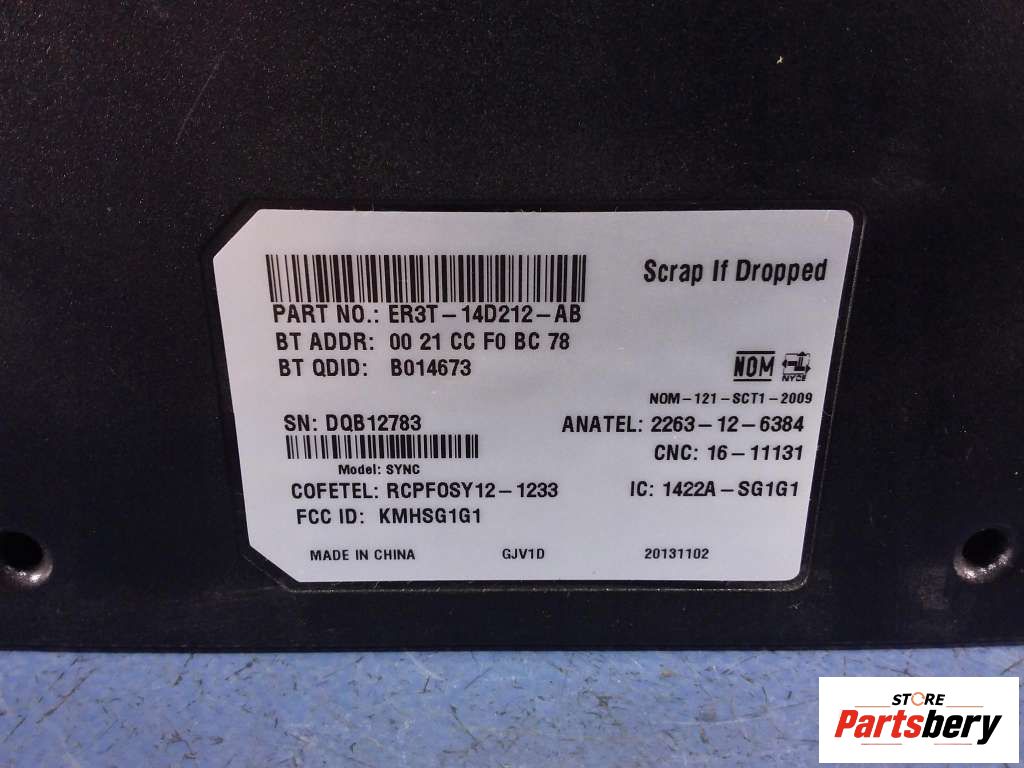 Scrap If Dropped
PART NO.: ER3T-14D212-AB
BT ADDR: 00 21 CC F0 BC 78
BT QDID: B014673
NOM
NYCE
NOM-121-SCT1-2009
SN: DQB12783
ANATEL: 2263-12-6384
CNC: 16-11131
Model: SYNC
COFETEL: RCPFOSY12-1233
IC: 1422A-SG1G1
FCC ID: KMHSG1G1
MADE IN CHINA
GJV1D
20131102
STORE
Partsbery